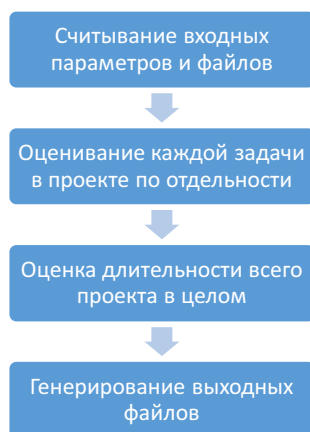 Считывание входных
параметров и файлов
Оценивание каждой задачи
в проекте по отдельности
Оценка длительности всего
проекта в целом
Генерирование выходных
файлов